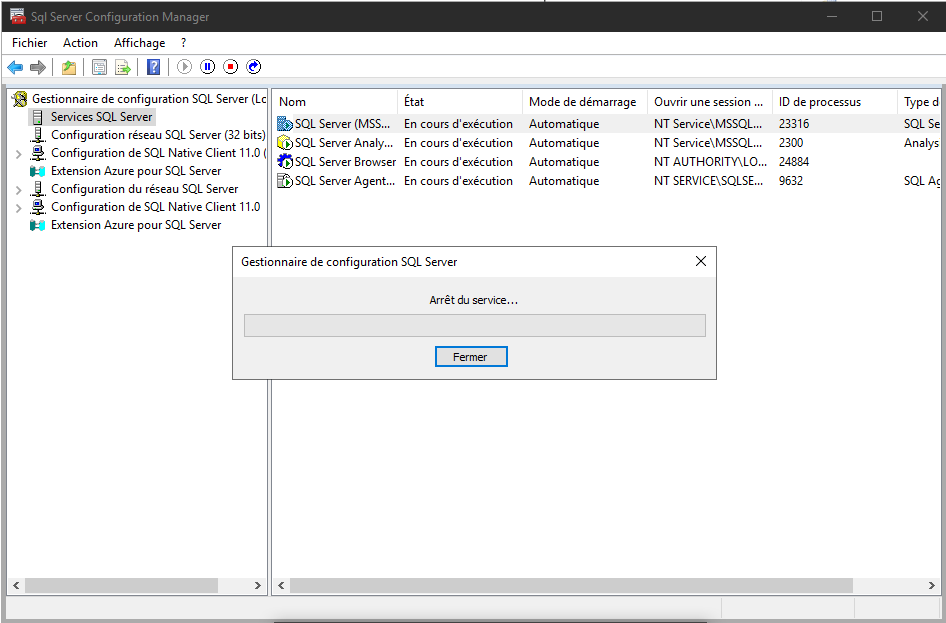 Sql Server Configuration Manager
Fichier Action Affichage ?
Gestionnaire de configuration SQL Server (Lc
Services SQL Server
Configuration réseau SQL Server (32 bits)
Configuration de SQL Native Client 11.0 (
Extension Azure pour SQL Server
Configuration du réseau SQL Server
Configuration de SQL Native Client 11.0
Extension Azure pour SQL Server
Nom État Mode de démarrage Ouvrir une session ... ID de processus Type d
SQL Server (MSS... En cours d'exécution Automatique NT Service\MSSQL... 23316 SQL Se
SQL Server Analy... En cours d'exécution Automatique NT Service\MSSQL... 2300 Analys
SQL Server Browser En cours d'exécution Automatique NT AUTHORITY\LO... 24884
SQL Server Agent... En cours d'exécution Automatique NT SERVICE\SQLSE... 9632 SQL Ag
Gestionnaire de configuration SQL Server
Arrêt du service...
Fermer